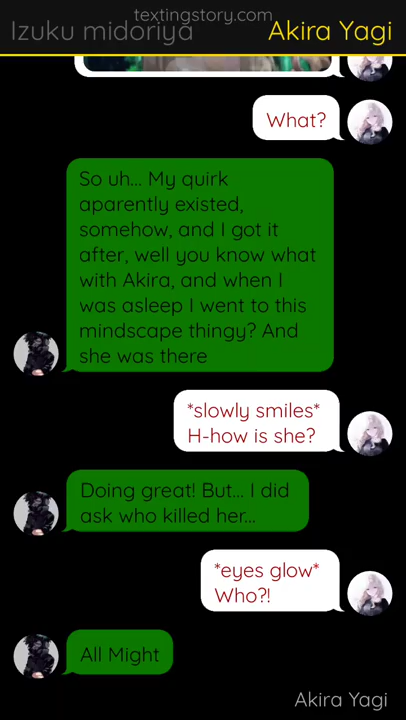 textingstory.com
Izuku midoriya
Akira Yagi
What?
So uh... My quirk
aparently existed,
somehow, and I got it
after, well you know what
with Akira, and when I
was asleep I went to this
mindscape thingy? And
she was there
*slowly smiles*
H-how is she?
Doing great! But... I did
ask who killed her...
*eyes glow*
Who?!
All Might
Akira Yagi